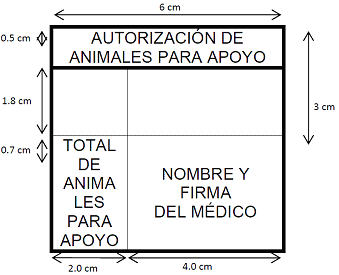 6 cm
0.5 cm
AUTORIZACIÓN DE
ANIMALES PARA APOYO
1.8 cm
3 cm
0.7 cm
TOTAL
DE
ANIMA
LES
PARA
APOYO
NOMBRE Y
FIRMA
DEL MÉDICO
2.0 cm
4.0 cm